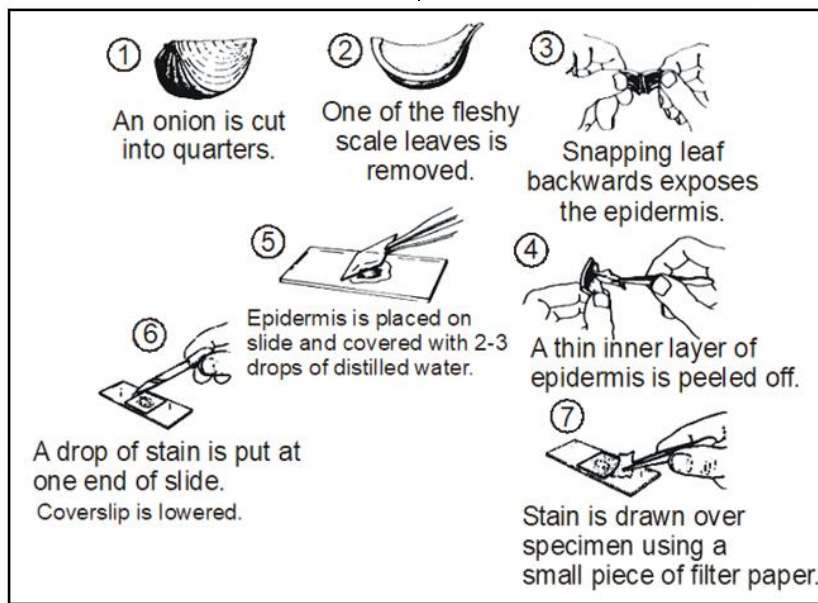 1
An onion is cut
into quarters.
2
One of the fleshy
scale leaves is
removed.
3
Snapping leaf
backwards exposes
the epidermis.
4
A thin inner layer of
epidermis is peeled off.
5
Epidermis is placed on
slide and covered with 2-3
drops of distilled water.
6
A drop of stain is put at
one end of slide.
Coverslip is lowered.
7
Stain is drawn over
specimen using a
small piece of filter paper.